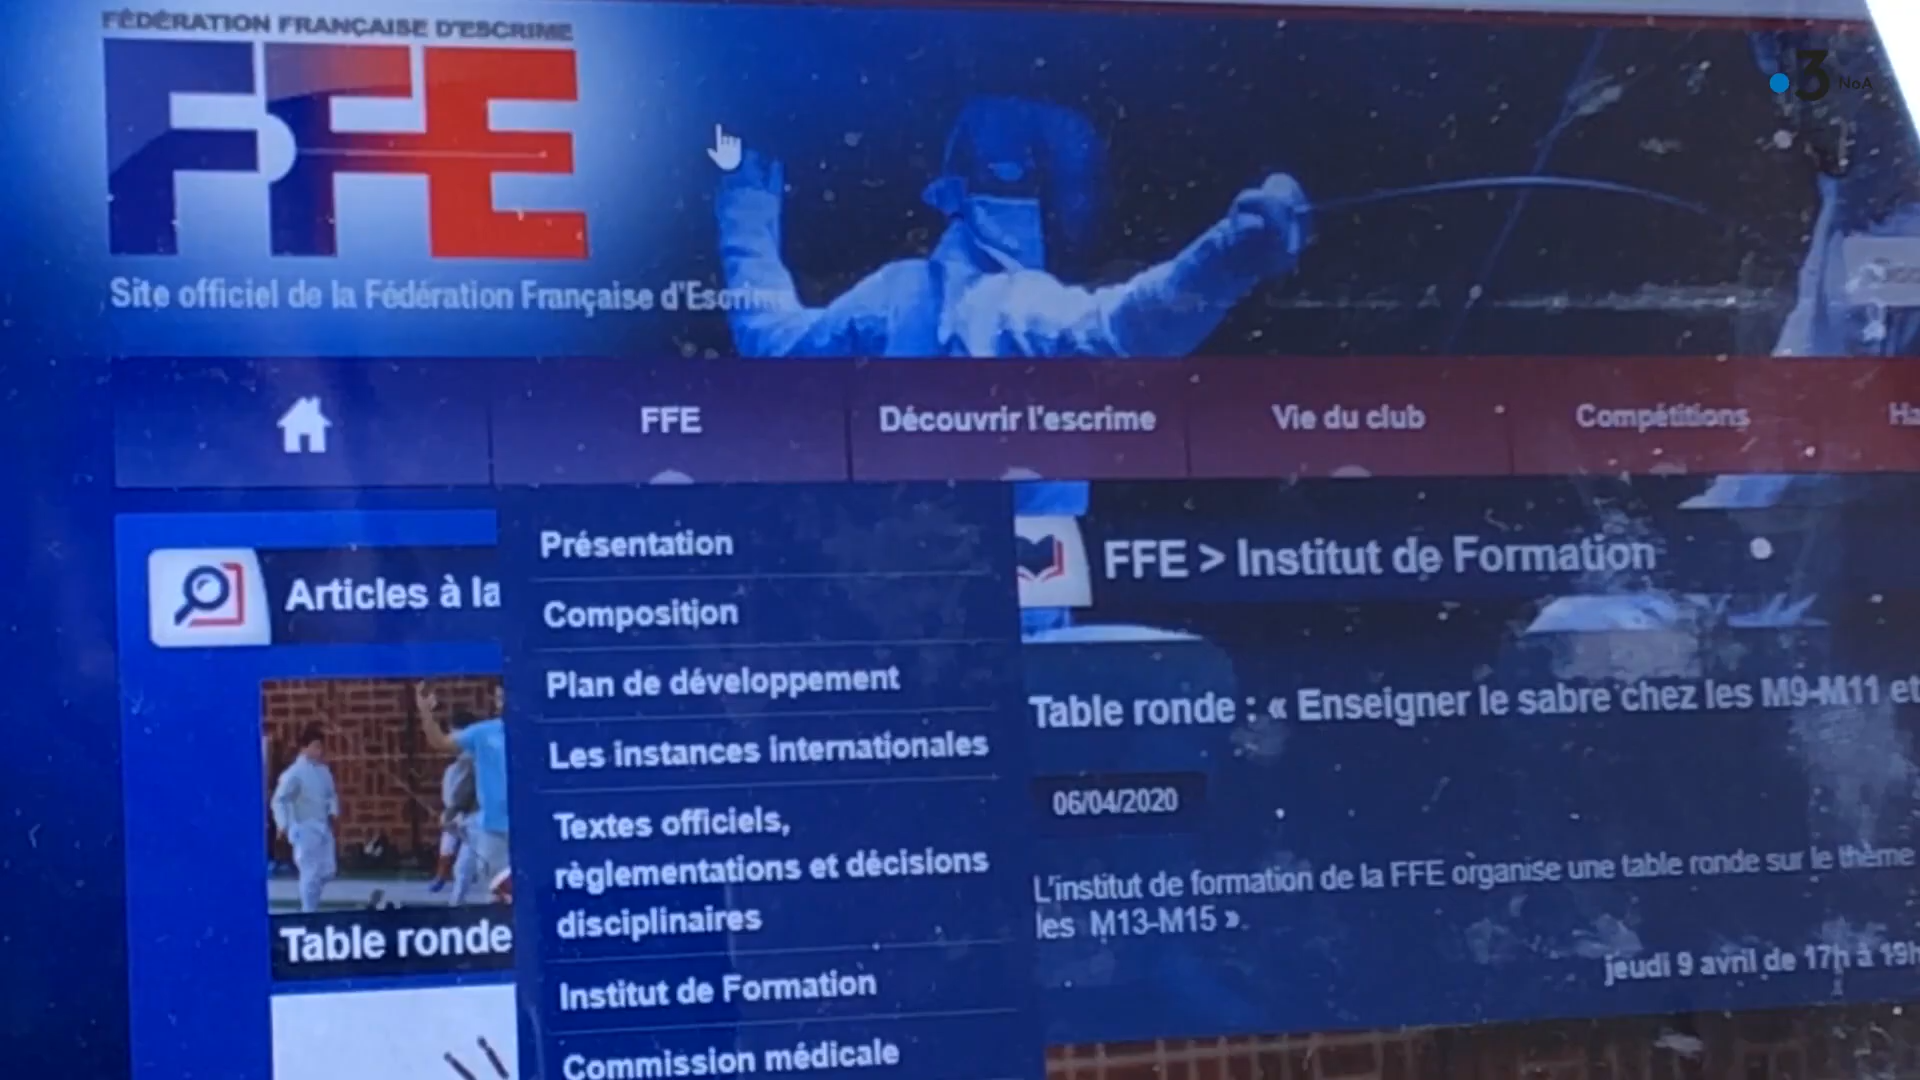 FÉDÉRATION FRANÇAISE D'ESCRIME
FFE
3 NoA
Site officiel de la Fédération Française d'Escrime
FFE
Découvrir l'escrime
Vie du club
Compétitions
Articles à la
Présentation
Composition
Plan de développement
Les instances internationales
Textes officiels,
règlementations et décisions
disciplinaires
Institut de Formation
Commission médicale
Table ronde
FFE > Institut de Formation
Table ronde : « Enseigner le sabre chez les M9-M11 et
06/04/2020
L'institut de formation de la FFE organise une table ronde sur le thème
les M13-M15 ».
jeudi 9 avril de 17h à 19h